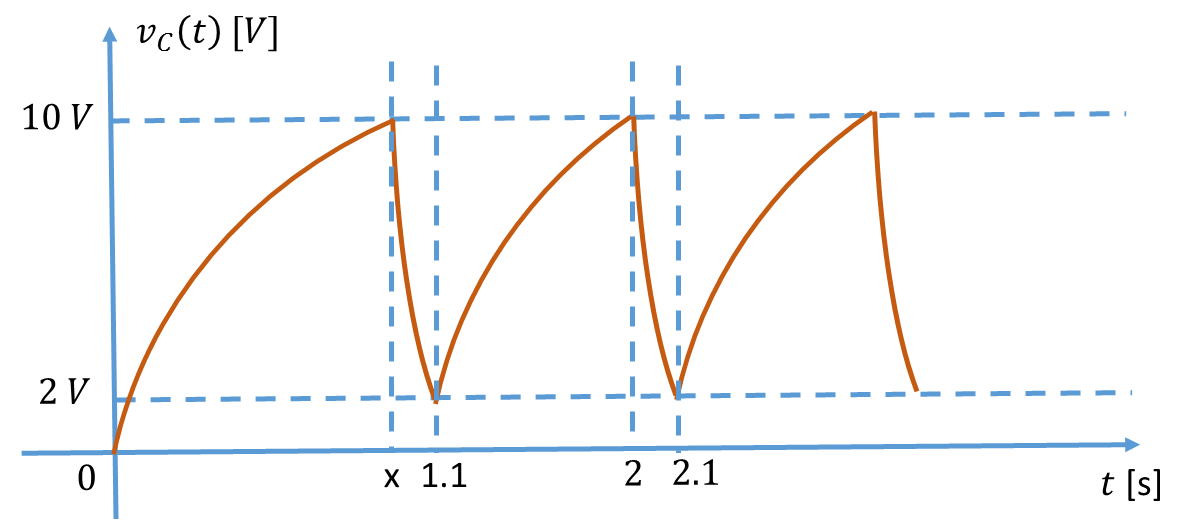 v_C(t) [V]
10 V
2 V
0
x
1.1
2
2.1
t [s]